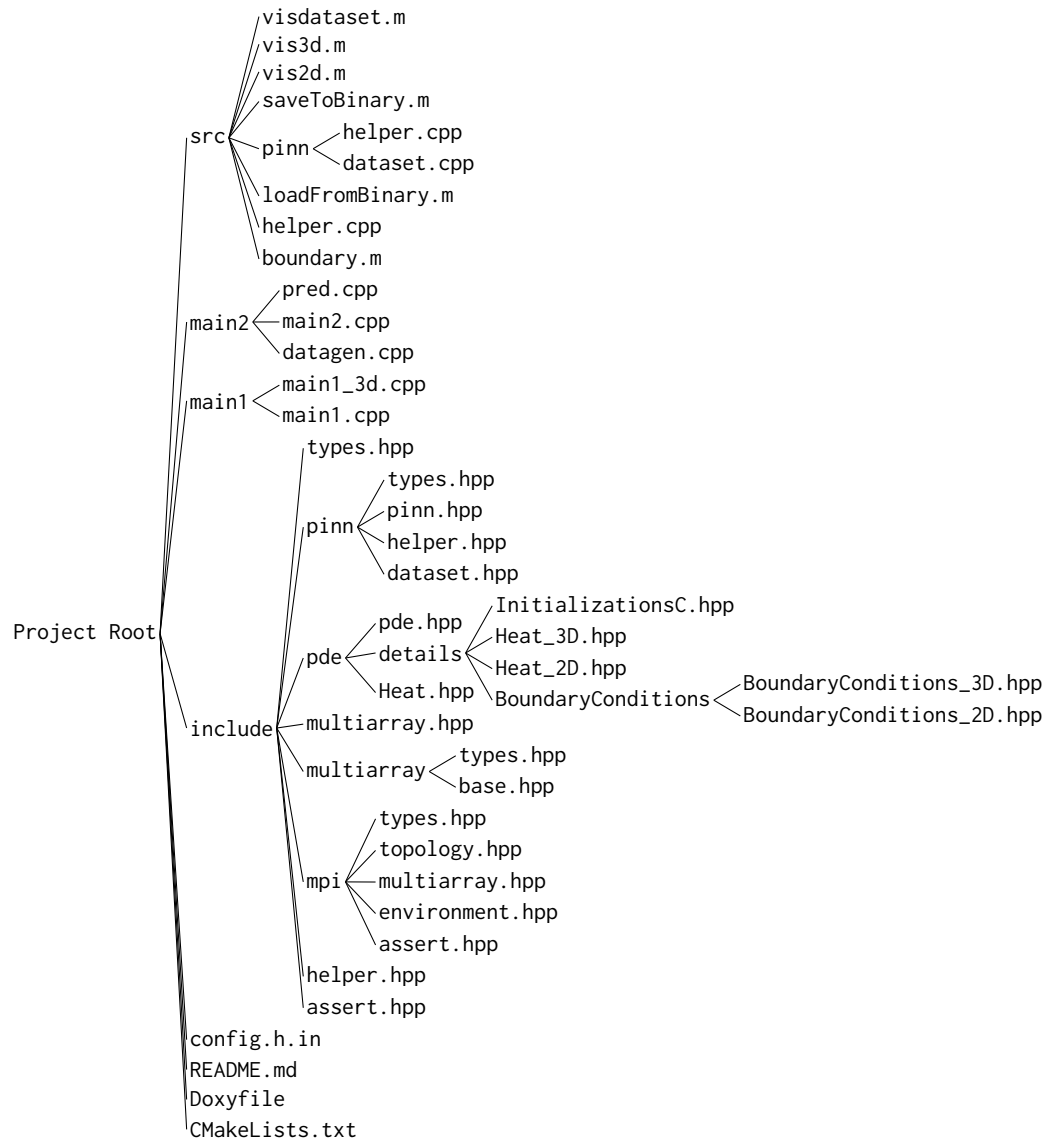 visdataset.m
vis3d.m
vis2d.m
saveToBinary.m
helper.cpp
src
pinn
dataset.cpp
loadFromBinary.m
helper.cpp
boundary.m
pred.cpp
main2
main2.cpp
datagen.cpp
main1_3d.cpp
main1
main1.cpp
types.hpp
types.hpp
pinn.hpp
pinn
helper.hpp
dataset.hpp
InitializationsC.hpp
pde.hpp
Project Root
Heat_3D.hpp
pde
details
Heat_2D.hpp
BoundaryConditions_3D.hpp
Heat.hpp
BoundaryConditions
BoundaryConditions_2D.hpp
include
multiarray.hpp
types.hpp
multiarray
base.hpp
types.hpp
topology.hpp
mpi
multiarray.hpp
environment.hpp
assert.hpp
helper.hpp
assert.hpp
config.h.in
README.md
Doxyfile
CMakeLists.txt